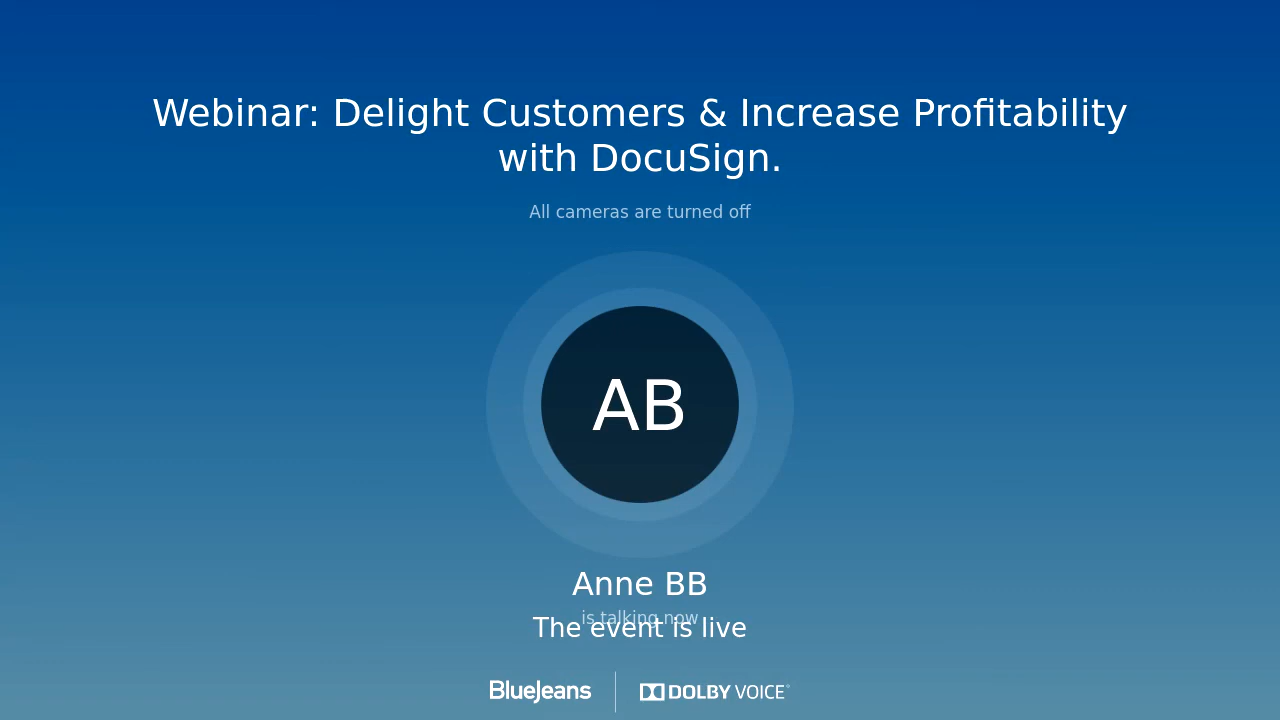 Webinar: Delight Customers & Increase Profitability
with DocuSign.
All cameras are turned off
AB
Anne BB
is talking now
The event is live
BlueJeans
DOLBY VOICE